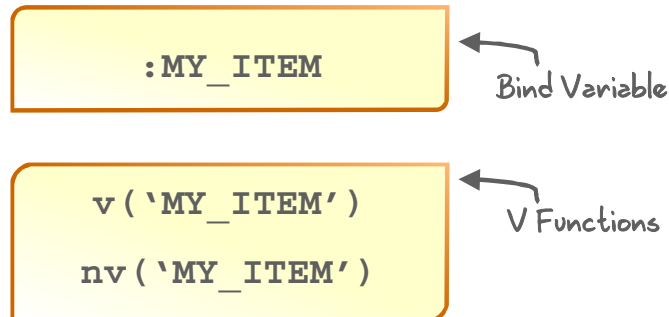 :MY_ITEM
Bind Variable
v(‘MY_ITEM’)
V Functions
nv(‘MY_ITEM’)